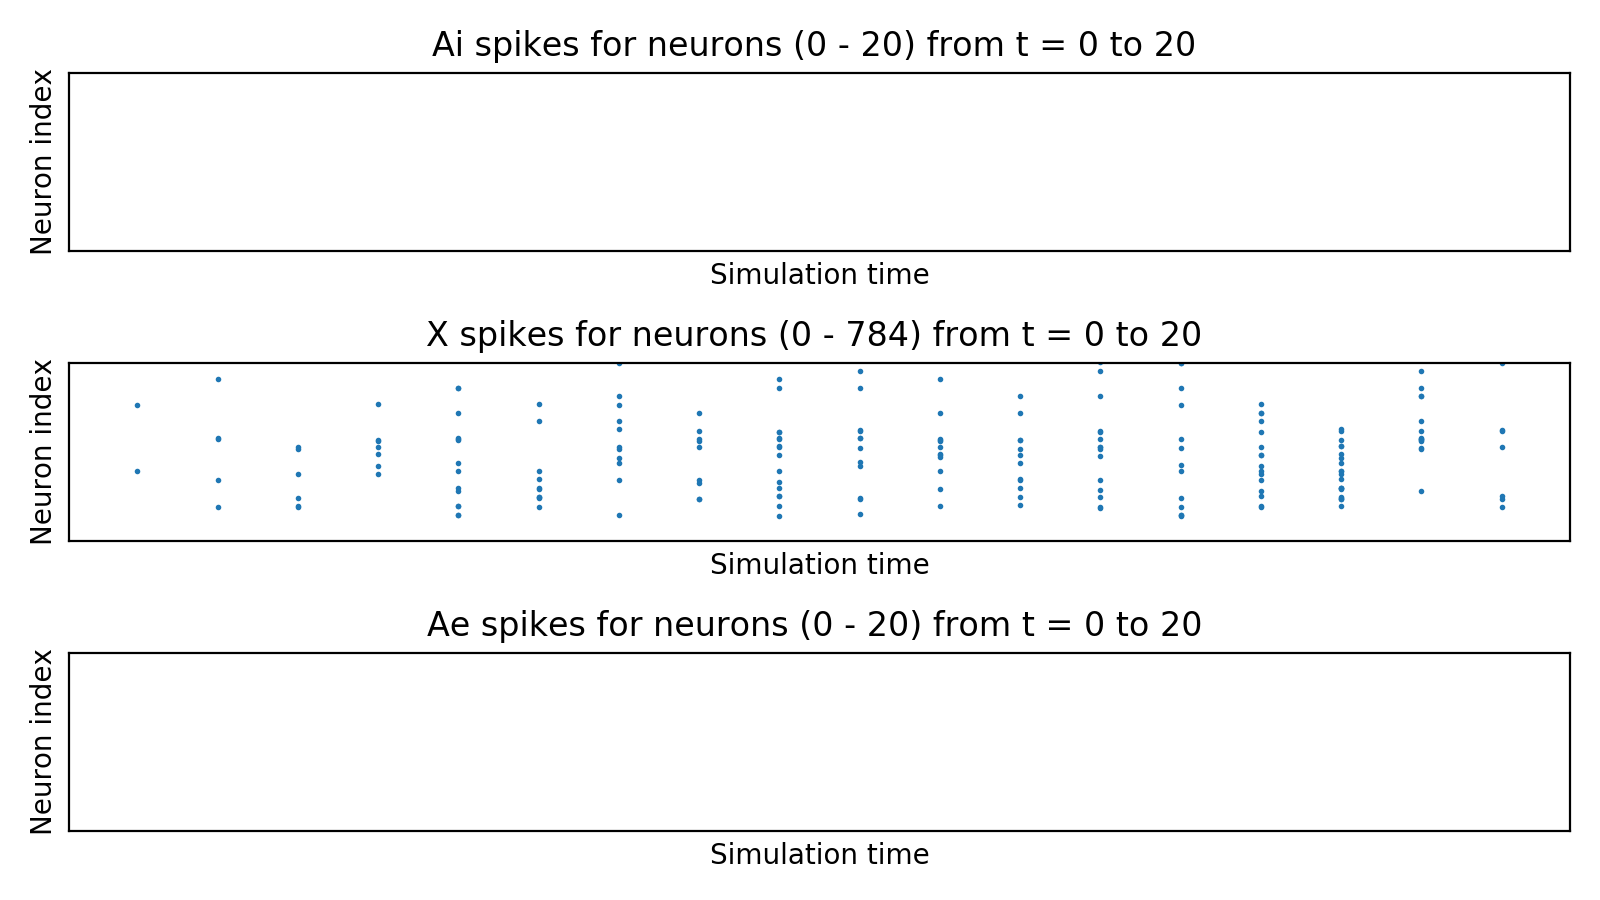 Ai spikes for neurons (0 - 20) from t = 0 to 20
Neuron index
Simulation time
X spikes for neurons (0 - 784) from t = 0 to 20
Neuron index
Simulation time
Ae spikes for neurons (0 - 20) from t = 0 to 20
Neuron index
Simulation time